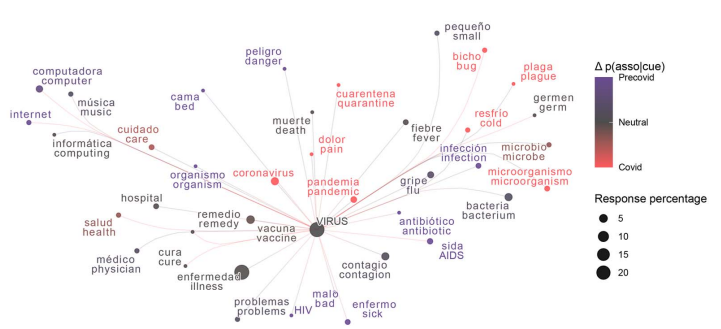 pequeño
small
peligro
danger
bicho
bug
plaga
plague
computadora
computer
cama
bed
cuarentena
quarantine
internet
música
music
germen
germ
muerte
death
fiebre
fever
resfrio
cold
informática
computing
cuidado
care
dolor
pain
infección
infection
microbio
microbe
organismo
organism
coronavirus
pandemia
pandemic
gripe
flu
microorganismo
microorganism
hospital
bacteria
bacterium
salud
health
remedio
remedy
VIRUS
vacuna
vaccine
antibiótico
antibiotic
sida
AIDS
médico
physician
cura
cure
enfermedad
illness
contagio
contagion
problemas
problems
HIV
malo
bad
enfermo
sick
Δ p(asso|cue)
Precovid
Neutral
Covid
Response percentage
5
10
15
20